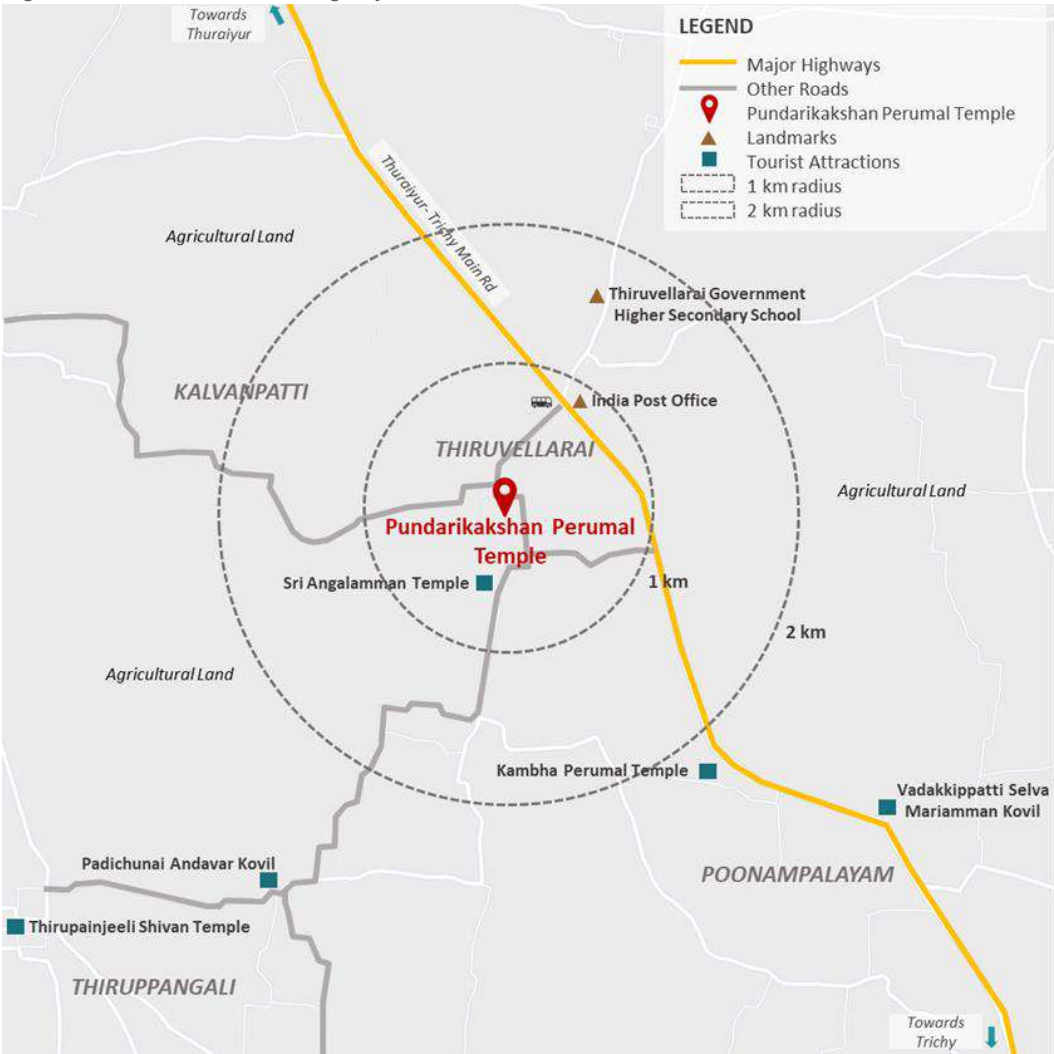 Towards
Thuraiyur
LEGEND
Major Highways
Other Roads
Pundarikakshan Perumal Temple
Landmarks
Tourist Attractions
1 km radius
2 km radius
Thuraiyur- Trichy Main Rd
Agricultural Land
Thiruvellarai Government
Higher Secondary School
KALVANPATTI
India Post Office
THIRUVELLARAI
Agricultural Land
Pundarikakshan Perumal
Temple
Sri Angalamman Temple
1 km
2 km
Agricultural Land
Kambha Perumal Temple
Vadakkippatti Selva
Mariamman Kovil
Padichunai Andavar Kovil
POONAMPALAYAM
Thirupainjeeli Shivan Temple
THIRUPPANGALI
Towards
Trichy